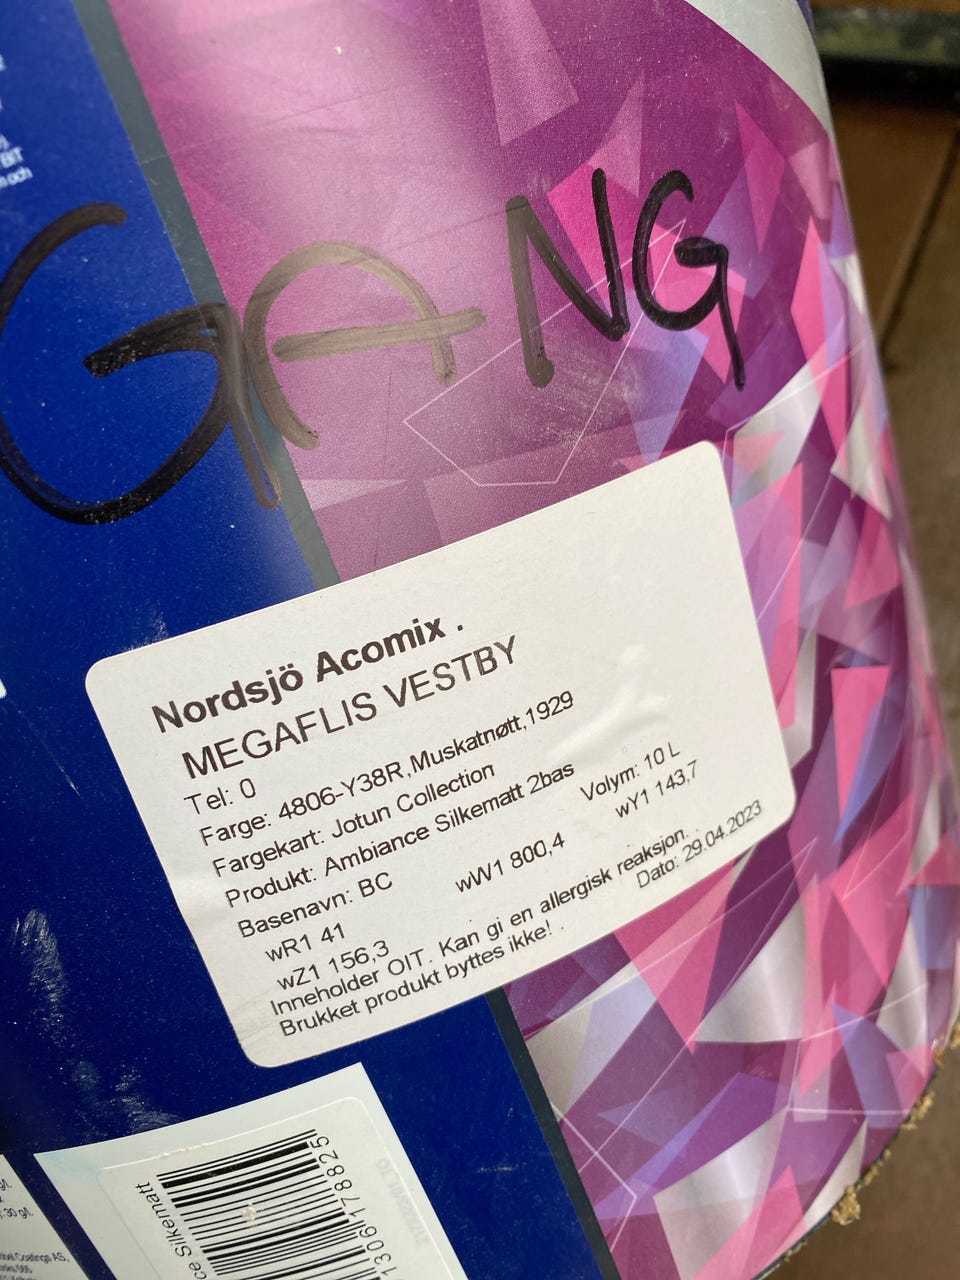 GANG
Nordsjö Acomix .
MEGAFLIS VESTBY
Tel: 0
Farge: 4806-Y38R,Muskatnøtt,1929
Fargekart: Jotun Collection
Produkt: Ambiance Silkematt 2bas
Basenavn: BC Volym: 10 L
wR1 41 wW1 800,4 wY1 143,7
wZ1 156,3
Inneholder OIT. Kan gi en allergisk reaksjon.
Brukket produkt byttes ikke! . Dato: 29.04.2023
Silkematt